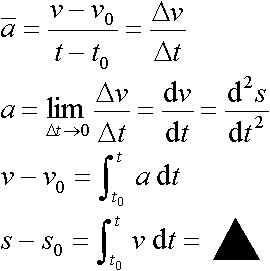 a̅ = (v − v₀)/(t − t₀) = Δv/Δt
a = lim_{Δt→0} Δv/Δt = dv/dt = d²s/dt²
v − v₀ = ∫_{t₀}^{t} a dt
s − s₀ = ∫_{t₀}^{t} v dt = ▲